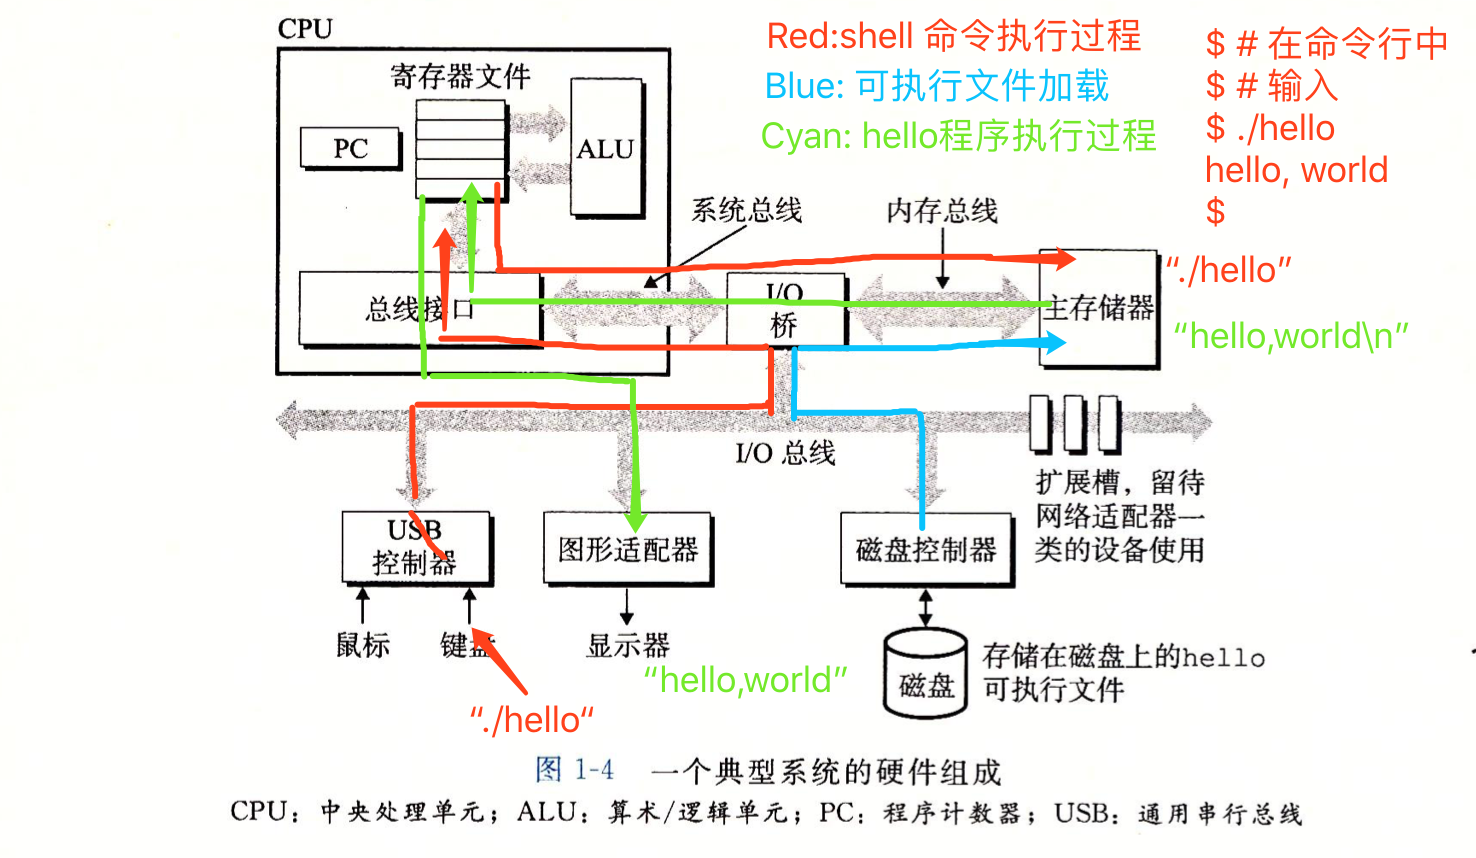 CPU
Red:shell 命令执行过程
Blue: 可执行文件加载
Cyan: hello程序执行过程
$ # 在命令行中
$ # 输入
$ ./hello
hello, world
$
寄存器文件
PC
ALU
系统总线
内存总线
总线接口
I/O
桥
主存储器
“./hello”
“hello,world\n”
I/O 总线
扩展槽，留待
网络适配器一
类的设备使用
USB
控制器
图形适配器
磁盘控制器
鼠标
键盘
显示器
“./hello“
“hello,world”
磁盘
存储在磁盘上的hello
可执行文件
图 1-4 一个典型系统的硬件组成
CPU：中央处理单元；ALU：算术/逻辑单元；PC：程序计数器；USB：通用串行总线